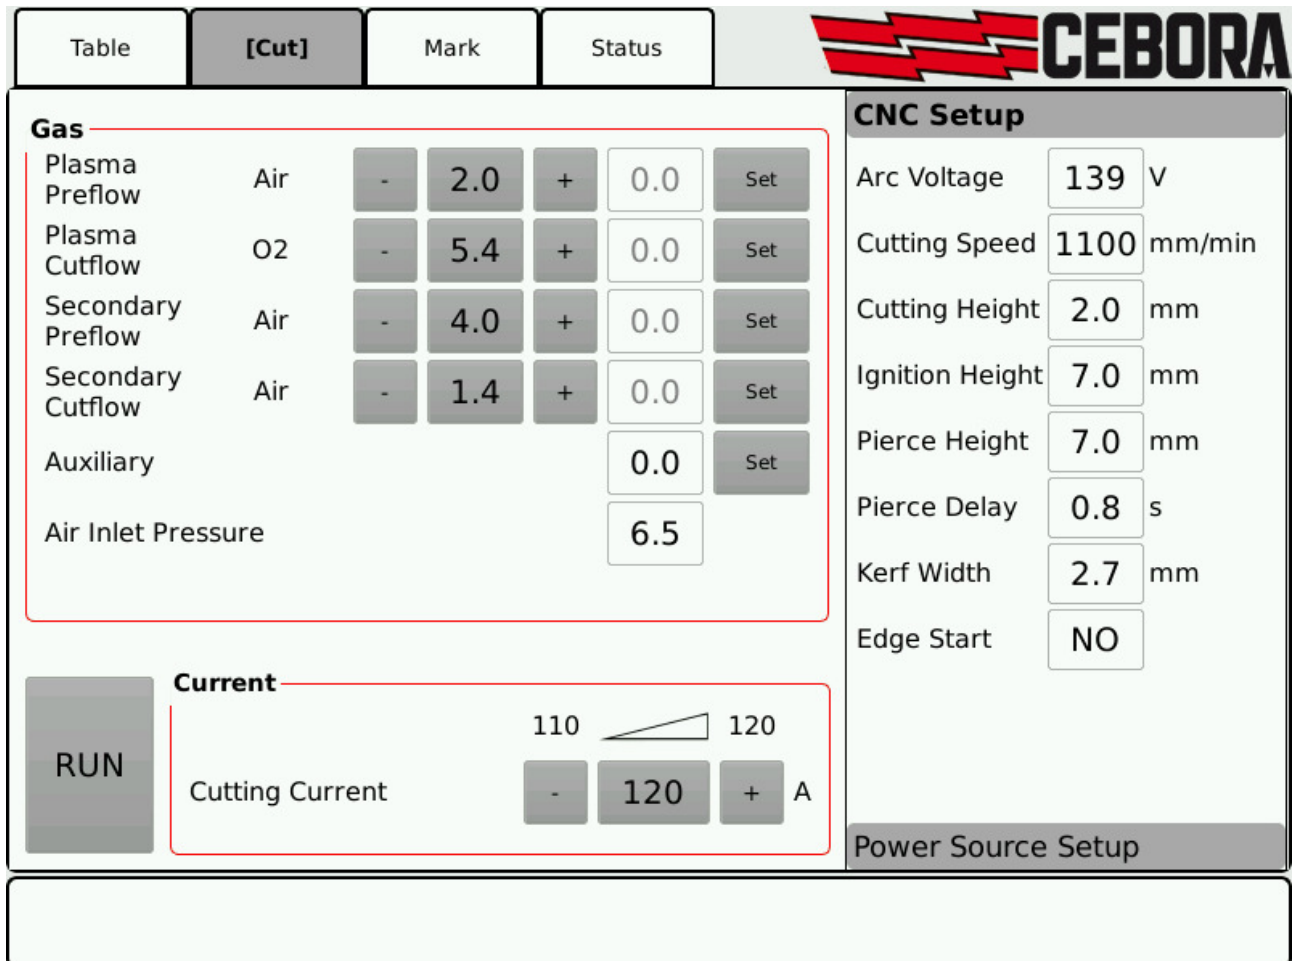 Table [Cut] Mark Status CEBORA
Gas
Plasma Preflow Air - 2.0 + 0.0 Set
Plasma Cutflow O2 - 5.4 + 0.0 Set
Secondary Preflow Air - 4.0 + 0.0 Set
Secondary Cutflow Air - 1.4 + 0.0 Set
Auxiliary 0.0 Set
Air Inlet Pressure 6.5
RUN
Current
110 120
Cutting Current - 120 + A
CNC Setup
Arc Voltage 139 V
Cutting Speed 1100 mm/min
Cutting Height 2.0 mm
Ignition Height 7.0 mm
Pierce Height 7.0 mm
Pierce Delay 0.8 s
Kerf Width 2.7 mm
Edge Start NO
Power Source Setup